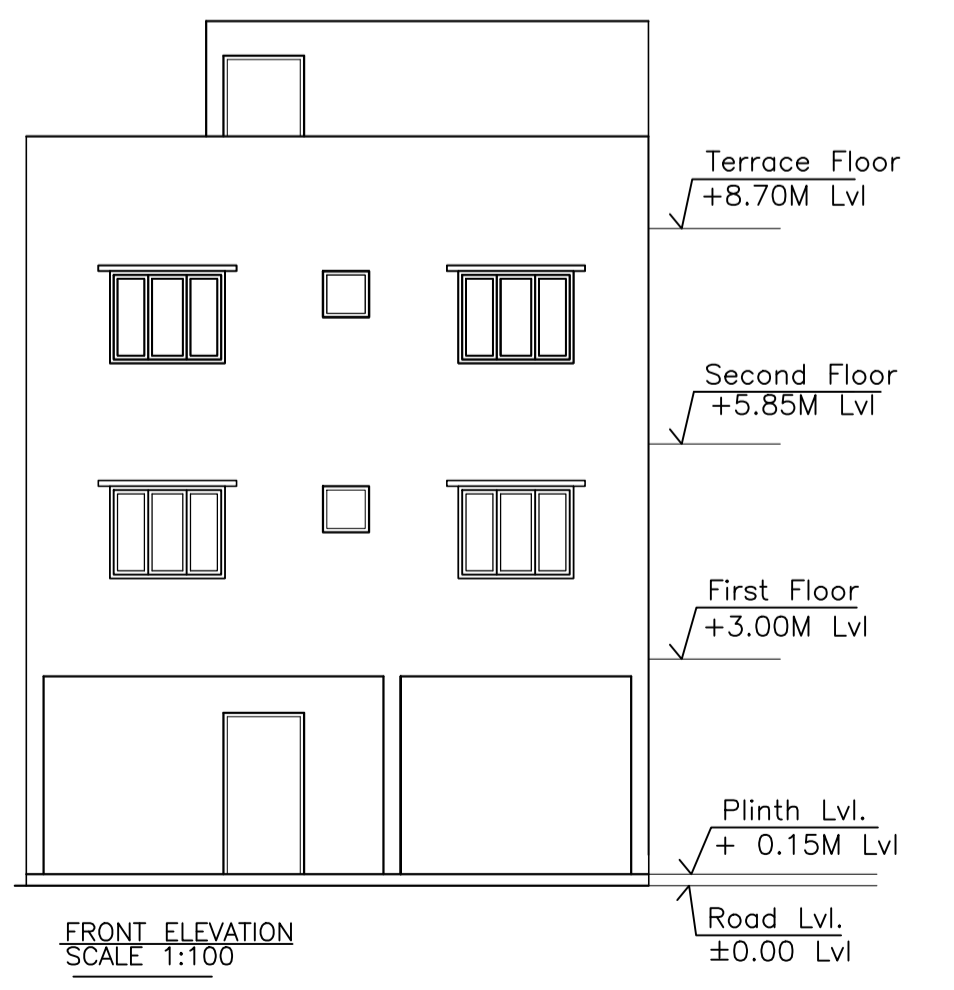 Terrace Floor
+8.70M Lvl
Second Floor
+5.85M Lvl
First Floor
+3.00M Lvl
Plinth Lvl.
+ 0.15M Lvl
Road Lvl.
±0.00 Lvl
FRONT ELEVATION
SCALE 1:100